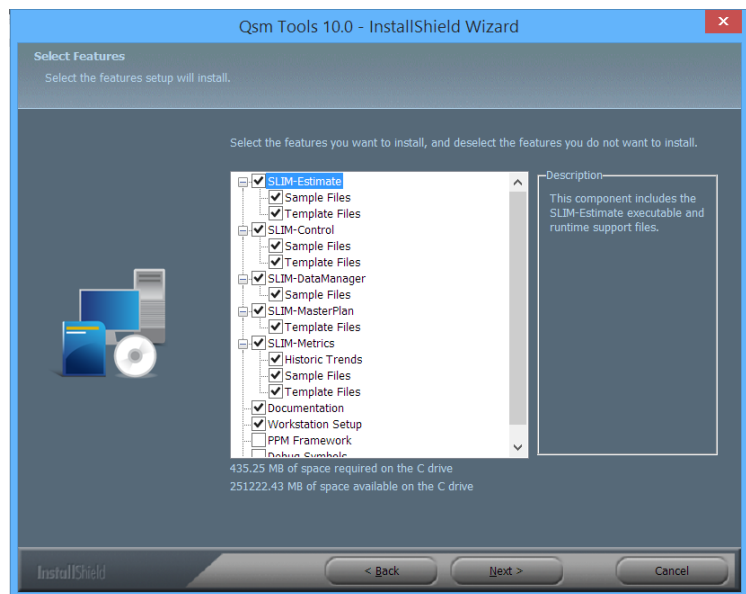 Qsm Tools 10.0 - InstallShield Wizard
Select Features
Select the features setup will install.
Select the features you want to install, and deselect the features you do not want to install.
SLIM-Estimate
Sample Files
Template Files
SLIM-Control
Sample Files
Template Files
SLIM-DataManager
Sample Files
SLIM-MasterPlan
Template Files
SLIM-Metrics
Historic Trends
Sample Files
Template Files
Documentation
Workstation Setup
PPM Framework
Debug Symbols
Description
This component includes the
SLIM-Estimate executable and
runtime support files.
435.25 MB of space required on the C drive
251222.43 MB of space available on the C drive
InstallShield
< Back
Next >
Cancel